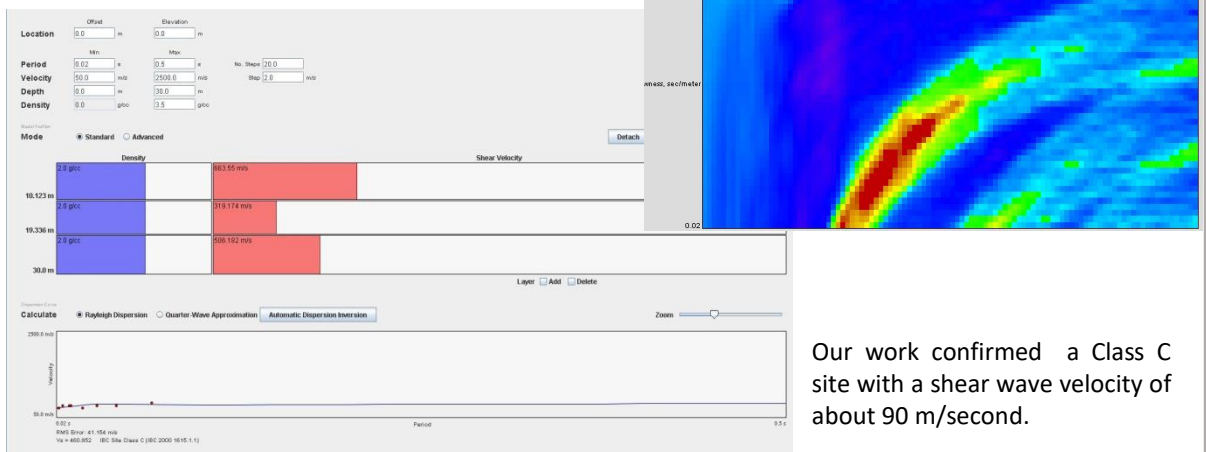 Offset Elevation
Location 0.0 m 0.0 m
Min Max
Period 0.02 s 0.5 s No. Steps 20.0
Velocity 50.0 m/s 2500.0 m/s Step 2.0 m/s
Depth 0.0 m 30.0 m
Density 0.0 g/cc 3.5 g/cc
Mode Standard Advanced Detach
Density Shear Velocity
2.0 g/cc 663.55 m/s
10.123 m
2.0 g/cc 319.174 m/s
19.336 m
2.0 g/cc 506.192 m/s
30.0 m
Layer Add Delete
Calculate Rayleigh Dispersion Quarter-Wave Approximation Automatic Dispersion Inversion Zoom
2500.0 m/s
Velocity
50.0 m/s
0.02 s Period 0.5 s
RMS Error: 41.154 m/s
Vs = 460.852 IBC Site Class C (IBC 2000 1615.1.1)
wness, sec/meter
0.02
Our work confirmed a Class C
site with a shear wave velocity of
about 90 m/second.